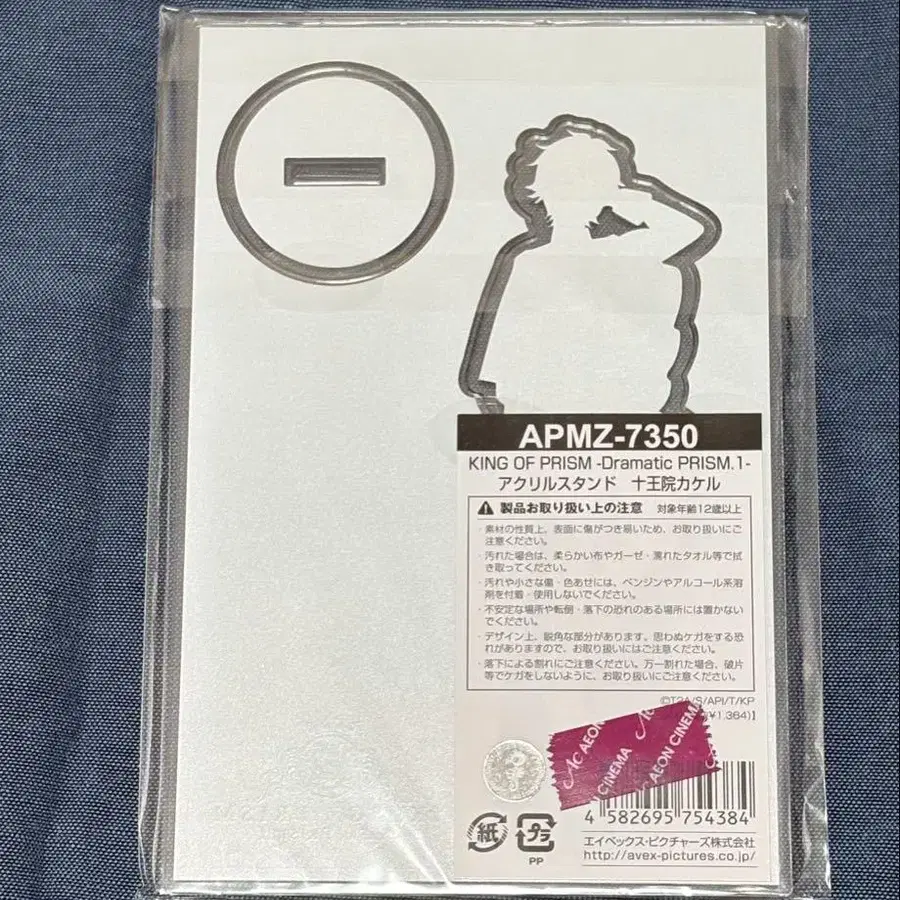 APMZ-7350
KING OF PRISM -Dramatic PRISM.1-
アクリルスタンド 十王院カケル
製品お取り扱い上の注意 対象年齢12歳以上
・素材の性質上、表面に傷がつき易いため、お取り扱いにご
注意ください。
・汚れた場合は、柔らかい布やガーゼ・濡れたタオル等で拭
き取ってください。
・汚れや小さな傷・色あせには、ベンジンやアルコール系溶
剤を付着・使用しないでください。
・不安定な場所や転倒・落下の恐れのある場所には置かない
でください。
・デザイン上、鋭角な部分があります。思わぬケガをする恐
れがありますので、お取り扱いにはご注意ください。
・落下による割れにご注意ください。万一割れた場合、破片
等でケガをしないように、お取り扱いにご注意ください。
©T2A/S/API/T/KP
¥1,364)】
Ac AEON CINEMA
Ac AEON CINEMA
4 582695 754384
紙
プラ
PP
エイベックス・ピクチャーズ株式会社
http://avex-pictures.co.jp/